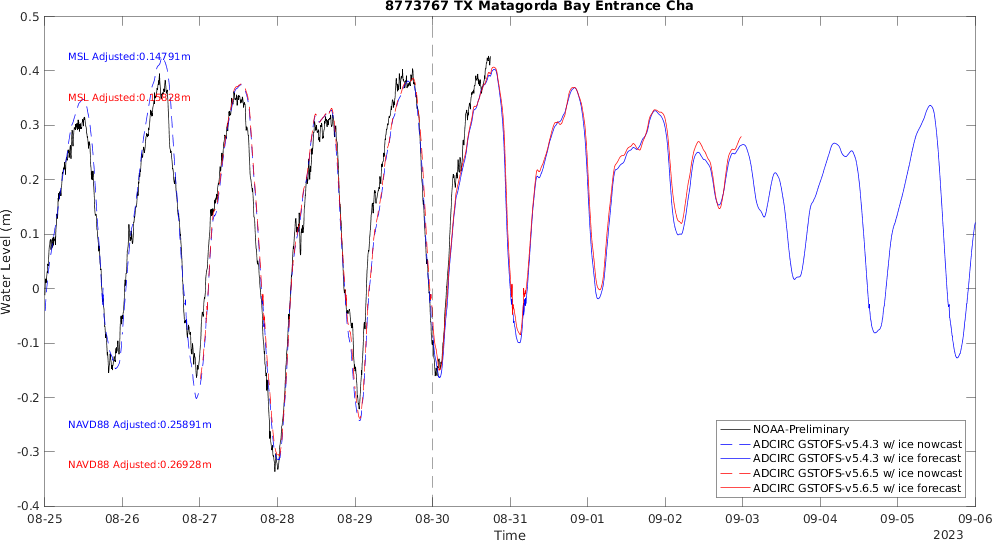 8773767 TX Matagorda Bay Entrance Cha
MSL Adjusted:0.14791m
MSL Adjusted:0.15828m
NAVD88 Adjusted:0.25891m
NAVD88 Adjusted:0.26928m
Water Level (m)
0.5
0.4
0.3
0.2
0.1
0
-0.1
-0.2
-0.3
-0.4
NOAA-Preliminary
ADCIRC GSTOFS-v5.4.3 w/ ice nowcast
ADCIRC GSTOFS-v5.4.3 w/ ice forecast
ADCIRC GSTOFS-v5.6.5 w/ ice nowcast
ADCIRC GSTOFS-v5.6.5 w/ ice forecast
08-25 08-26 08-27 08-28 08-29 08-30 08-31 09-01 09-02 09-03 09-04 09-05 09-06
Time
2023